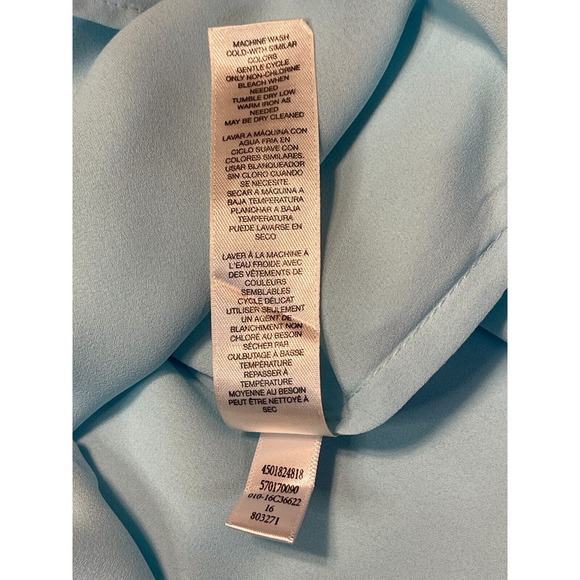 MACHINE WASH
COLD-WITH SIMILAR
COLORS
GENTLE CYCLE
ONLY NON-CHLORINE
BLEACH WHEN
NEEDED
TUMBLE DRY LOW
WARM IRON AS
NEEDED
MAY BE DRY CLEANED
LAVAR A MÁQUINA CON
AGUA FRIA EN
CICLO SUAVE CON
COLORES SIMILARES.
USAR BLANQUEADOR
SIN CLORO CUANDO
SE NECESITE.
SECAR A MÁQUINA A
BAJA TEMPERATURA
PLANCHAR A BAJA
TEMPERATURA
PUEDE LAVARSE EN
SECO
LAVER À LA MACHINE À
L'EAU FROIDE AVEC
DES VÊTEMENTS DE
COULEURS
SEMBLABLES
CYCLE DÉLICAT
UTILISER SEULEMENT
UN AGENT DE
BLANCHIMENT NON
CHLORÉ AU BESOIN
SÉCHER PAR
CULBUTAGE À BASSE
TEMPÉRATURE
REPASSER À
TEMPÉRATURE
MOYENNE AU BESOIN
PEUT ÊTRE NETTOYÉ À
SEC
4501824818
570170090
010-16C36622
16
803271